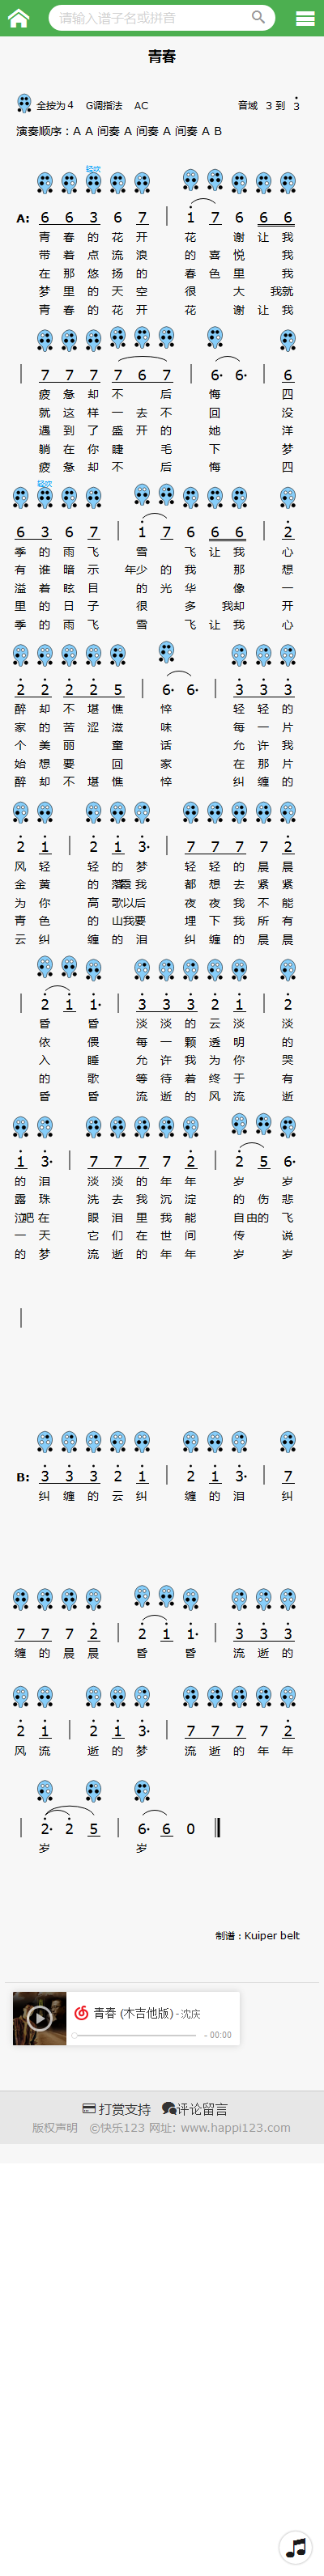 请输入谱子名或拼音
青春
全按为4 G调指法 AC 音域 3 到 3
演奏顺序：A A 间奏 A 间奏 A 间奏 A B
轻吹
A: 6 6 3 6 7 | 1 7 6 6 6
青 春 的 花 开 花 谢 让 我
带 着 点 流 浪 的 喜 悦 我
在 那 悠 扬 的 春 色 里 我
梦 里 的 天 空 很 大 我就
青 春 的 花 开 花 谢 让 我
| 7 7 7 7 6 7 | 6· 6· | 6
疲 惫 却 不 后 悔 四
就 这 样 一 去 不 回 没
遇 到 了 盛 开 的 她 洋
躺 在 你 睫 毛 下 梦
疲 惫 却 不 后 悔 四
轻吹
6 3 6 7 | 1 7 6 6 6 | 2
季 的 雨 飞 雪 飞 让 我 心
有 谁 暗 示 年少 的 我 那 想
溢 着 眩 目 的 光 华 像 一
里 的 日 子 很 多 我却 开
季 的 雨 飞 雪 飞 让 我 心
2 2 2 2 5 | 6· 6· | 3 3 3
醉 却 不 堪 憔 悴 轻 轻 的
家 的 苦 涩 滋 味 每 一 片
个 美 丽 童 话 允 许 我
始 想 要 回 家 在 那 片
醉 却 不 堪 憔 悴 纠 缠 的
2 1 | 2 1 3· | 7 7 7 7 2
风 轻 轻 的 梦 轻 轻 的 晨 晨
金 黄 的 落霞 我 都 想 去 紧 紧
为 你 高 歌以后 夜 夜 我 不 能
青 色 的 山我要 埋 下 我 所 有
云 纠 缠 的 泪 纠 缠 的 晨 晨
| 2 1 1· | 3 3 3 2 1 | 2
昏 昏 淡 淡 的 云 淡 淡
依 偎 每 一 颗 透 明 的
入 睡 允 许 我 为 你 哭
的 歌 等 待 着 终 于 有
昏 昏 流 逝 的 风 流 逝
1 3· | 7 7 7 7 2 | 2 5 6·
的 泪 淡 淡 的 年 年 岁 岁
露 珠 洗 去 我 沉 淀 的 伤 悲
泣吧 在 眼 泪 里 我 能 自由的 飞
一 天 它 们 在 世 间 传 说
的 梦 流 逝 的 年 年 岁 岁
|
B: 3 3 3 2 1 | 2 1 3· | 7
纠 缠 的 云 纠 缠 的 泪 纠
7 7 7 2 | 2 1 1· | 3 3 3
缠 的 晨 晨 昏 昏 流 逝 的
2 1 | 2 1 3· | 7 7 7 7 2
风 流 逝 的 梦 流 逝 的 年 年
| 2· 2 5 | 6· 6 0
岁 岁
制谱：Kuiper belt
青春 (木吉他版) - 沈庆
- 00:00
打赏支持 评论留言
版权声明 ©快乐123 网址: www.happi123.com